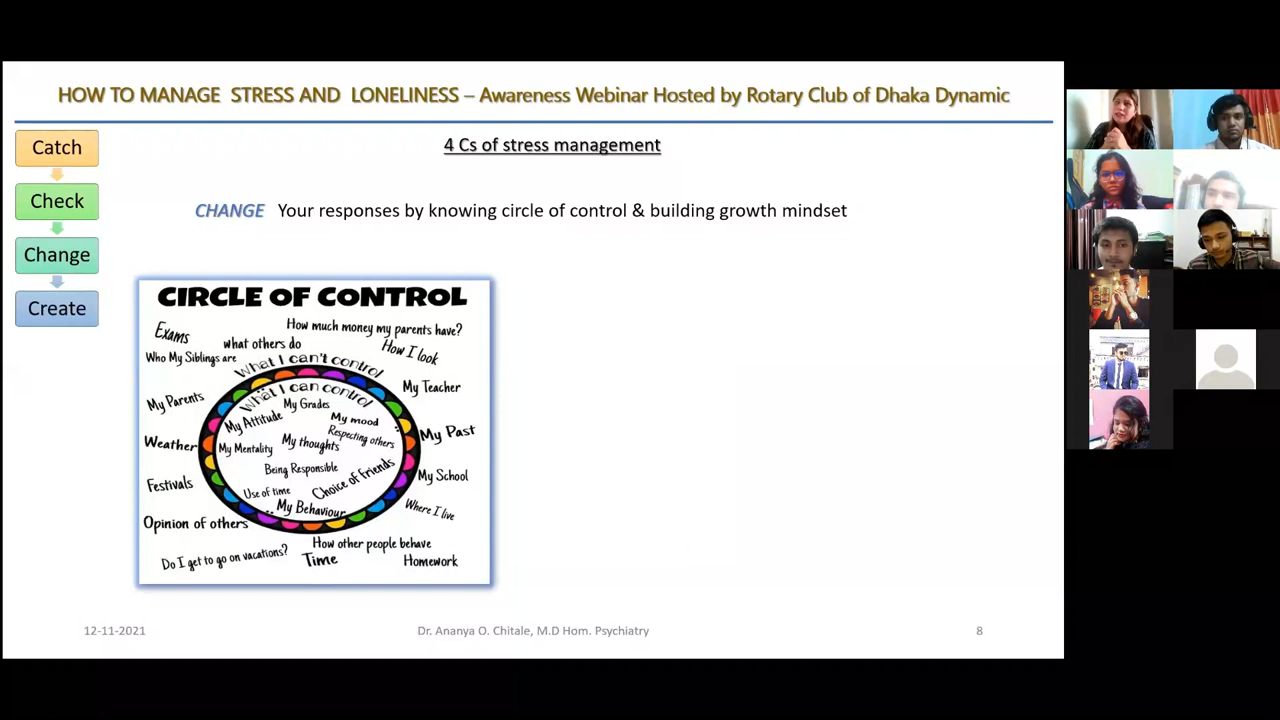 HOW TO MANAGE STRESS AND LONELINESS – Awareness Webinar Hosted by Rotary Club of Dhaka Dynamic
Catch
Check
Change
Create
4 Cs of stress management
CHANGE Your responses by knowing circle of control & building growth mindset
CIRCLE OF CONTROL
Exams
How much money my parents have?
what others do
How I look
Who My Siblings are
What I can't control
My Teacher
My Parents
What I can control
My Grades
My Attitude
My mood
Respecting others
My Past
Weather
My Mentality
My thoughts
Being Responsible
My School
Festivals
Use of time
Choice of Friends
Where I live
My Behaviour
Opinion of others
How other people behave
Do I get to go on vacations?
Time
Homework
12-11-2021
Dr. Ananya O. Chitale, M.D Hom. Psychiatry
8